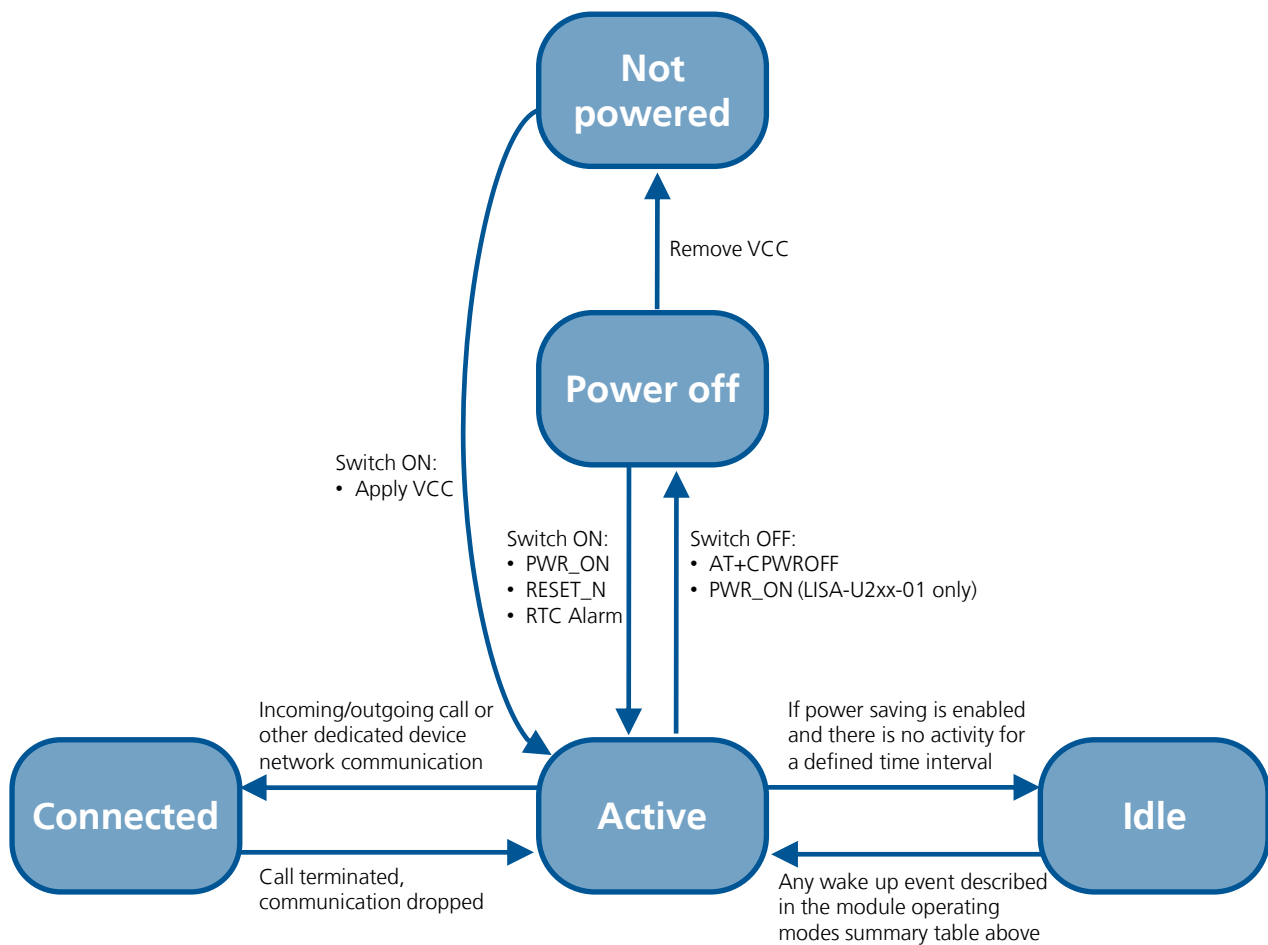 Not
powered
Remove VCC
Power off
Switch ON:
• Apply VCC
Switch ON:
• PWR_ON
• RESET_N
• RTC Alarm
Switch OFF:
• AT+CPWROFF
• PWR_ON (LISA-U2xx-01 only)
Incoming/outgoing call or
other dedicated device
network communication
If power saving is enabled
and there is no activity for
a defined time interval
Connected
Active
Idle
Call terminated,
communication dropped
Any wake up event described
in the module operating
modes summary table above